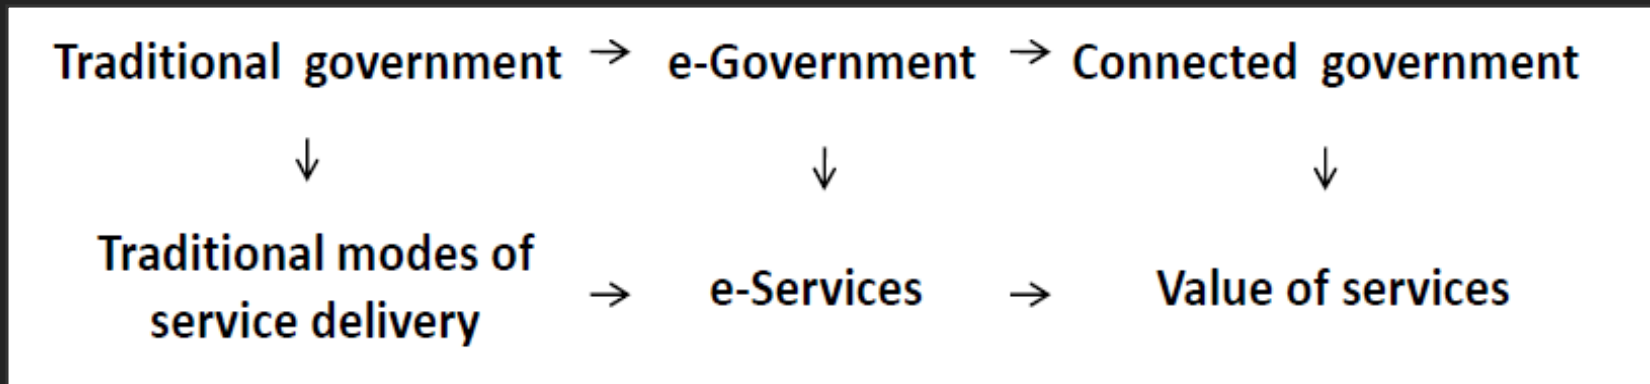 Traditional government → e-Government → Connected government
↓ ↓ ↓
Traditional modes of
service delivery → e-Services → Value of services